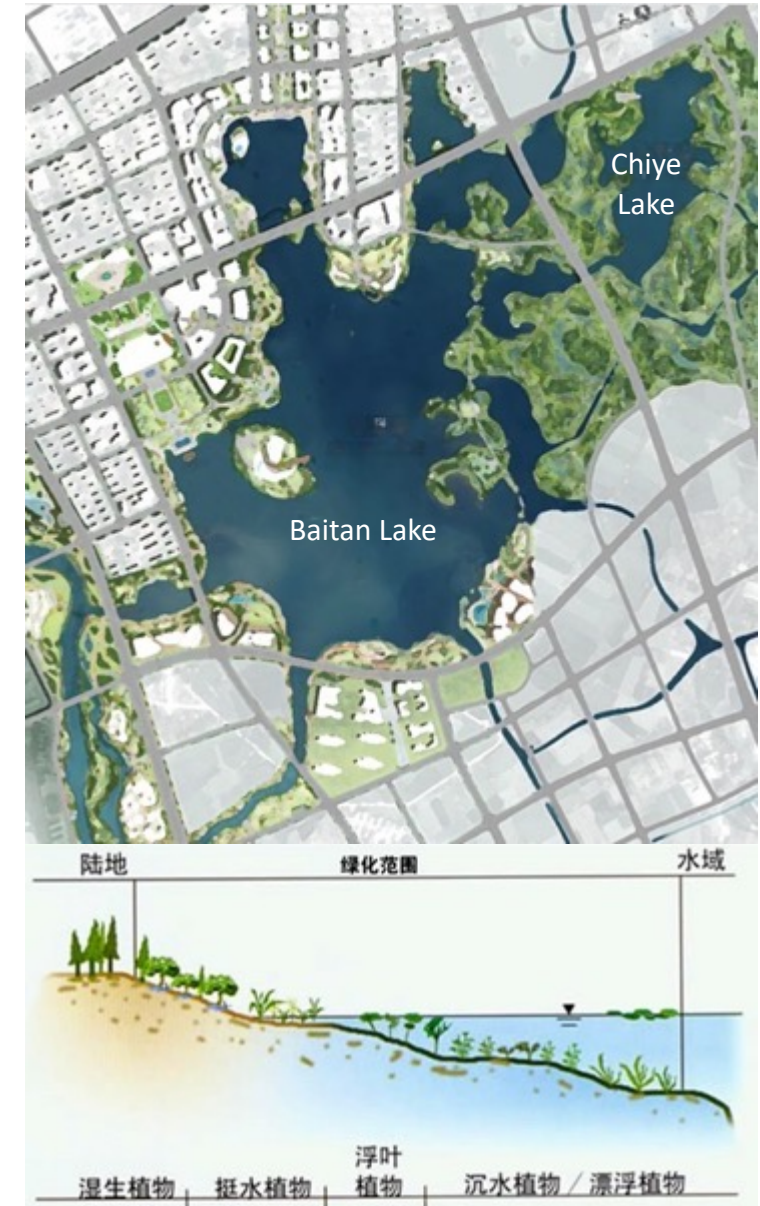 Chiye
Lake
Baitan Lake
陆地
绿化范围
水域
湿生植物
挺水植物
浮叶
植物
沉水植物 / 漂浮植物